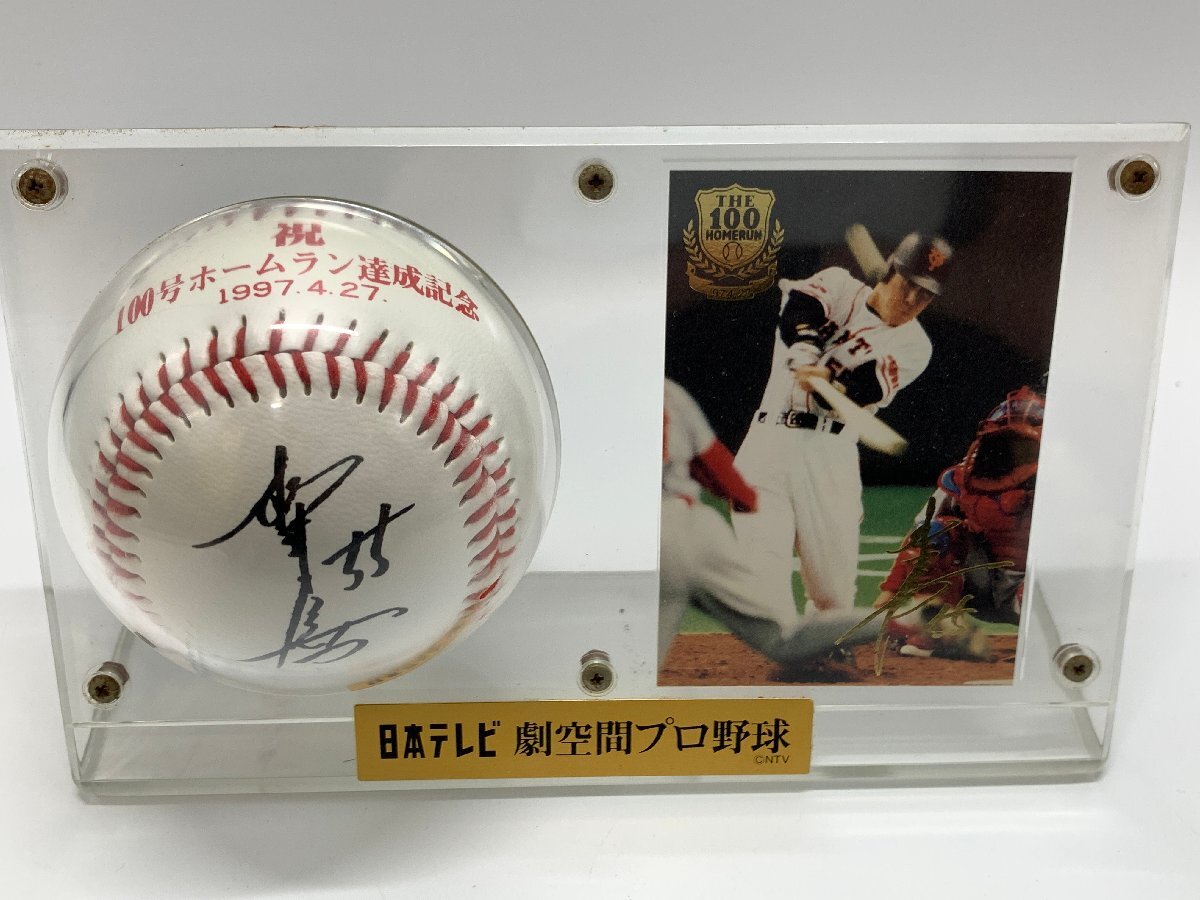 祝
100号ホームラン達成記念
1997.4.27.
THE
100
HOMERUN
日本テレビ 劇空間プロ野球
©NTV